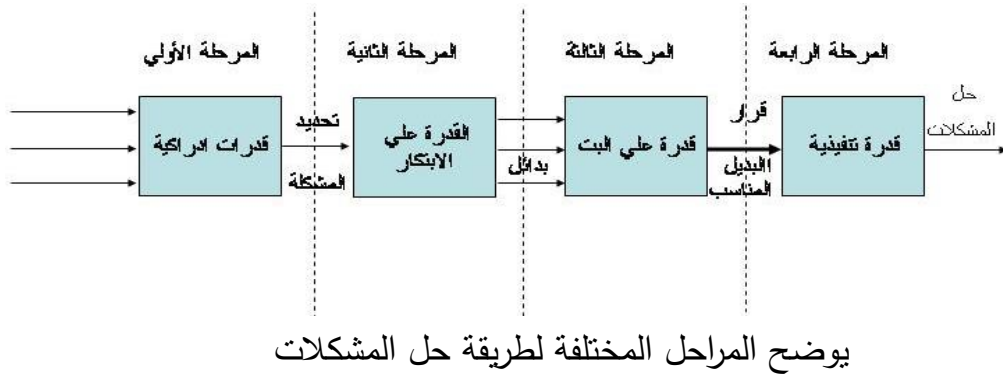 المرحلة الأولي
المرحلة الثانية
المرحلة الثالثة
المرحلة الرابعة
قدرات ادراكية
تحديد
المشكلة
القدرة علي
الابتكار
بدائل
قدرة علي البت
قرار
االبديل
المناسب
قدرة تنفيذية
حل
المشكلات
يوضح المراحل المختلفة لطريقة حل المشكلات